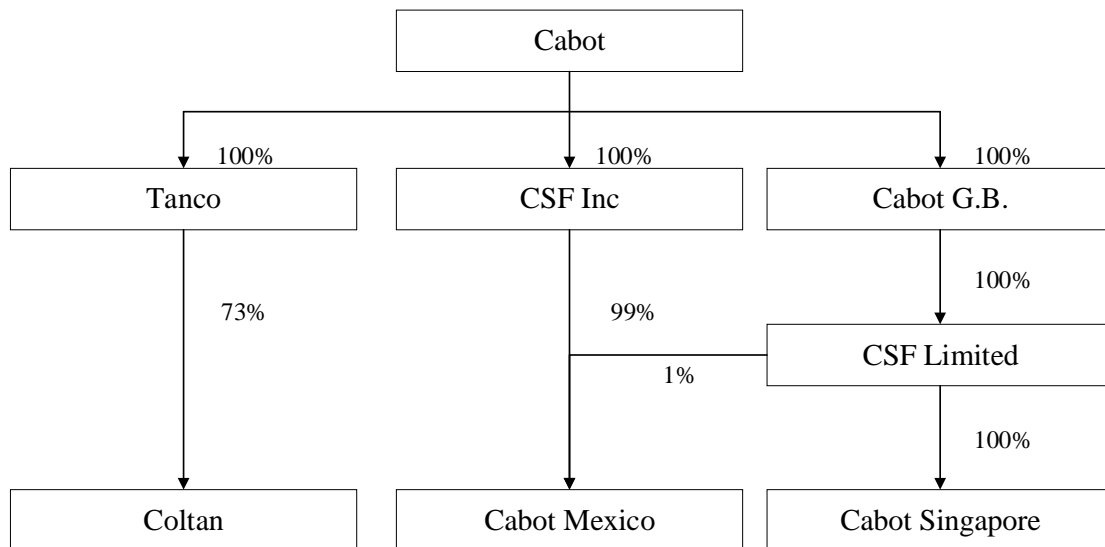 Cabot
100%
100%
100%
Tanco
CSF Inc
Cabot G.B.
100%
73%
99%
CSF Limited
1%
100%
Coltan
Cabot Mexico
Cabot Singapore